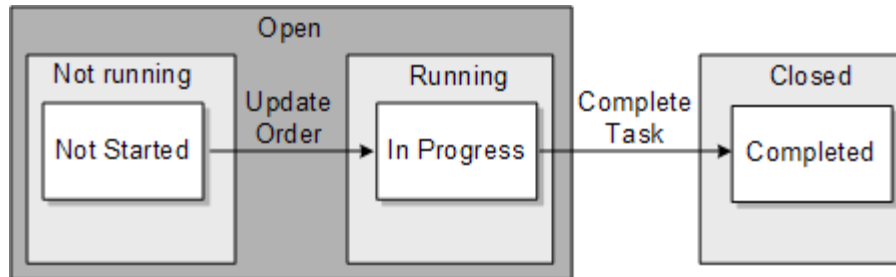 Open
Not running
Running
Closed
Update
Order
Complete
Task
Not Started
In Progress
Completed